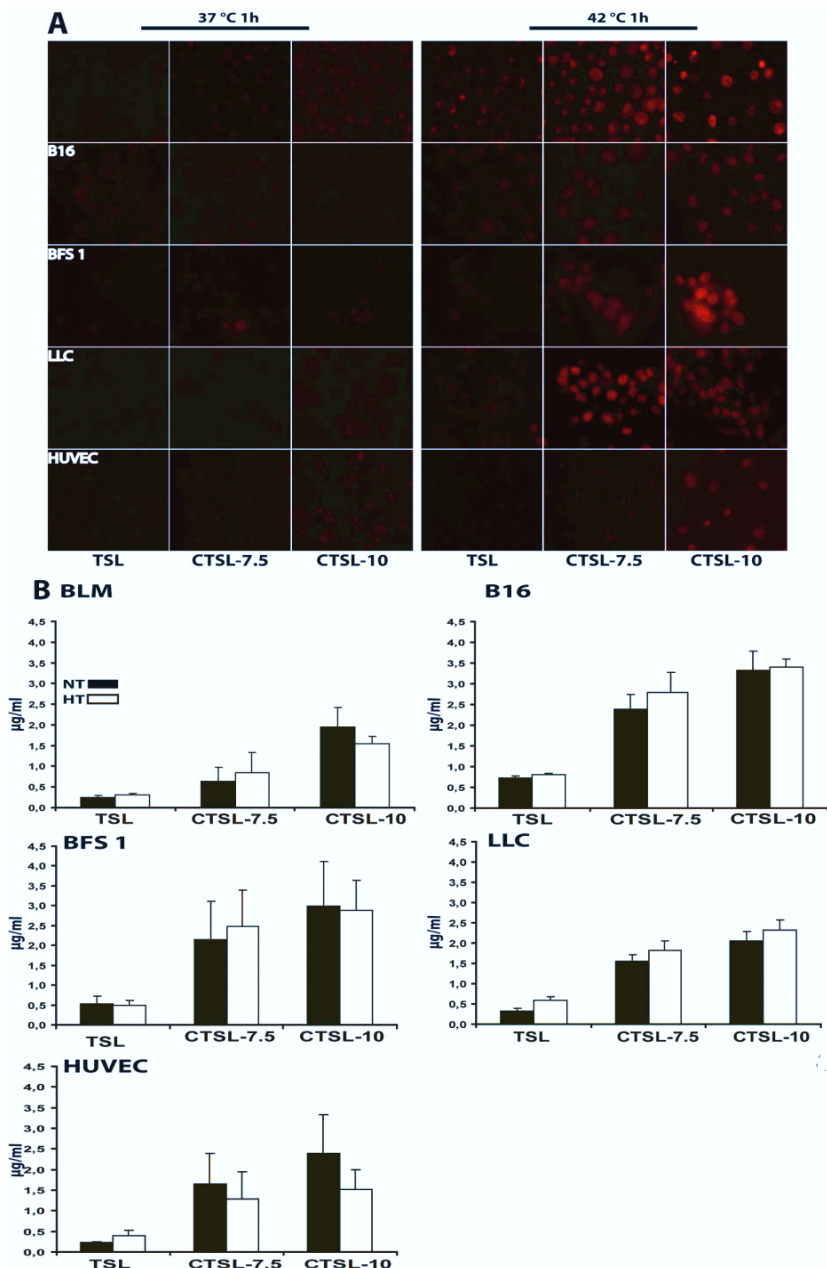 A
37 °C 1h 42 °C 1h
B16
BFS 1
LLC
HUVEC
TSL CTSL-7.5 CTSL-10 TSL CTSL-7.5 CTSL-10
B BLM
µg/ml
4,5
4,0
3,5
3,0
2,5
2,0
1,5
1,0
0,5
0,0
NT
HT
TSL CTSL-7.5 CTSL-10
B16
4,5
4,0
3,5
3,0
2,5
2,0
1,5
1,0
0,5
0,0
TSL CTSL-7.5 CTSL-10
BFS 1
µg/ml
4,5
4,0
3,5
3,0
2,5
2,0
1,5
1,0
0,5
0,0
TSL CTSL-7.5 CTSL-10
LLC
µg/ml
4,5
4,0
3,5
3,0
2,5
2,0
1,5
1,0
0,5
0,0
TSL CTSL-7.5 CTSL-10
HUVEC
µg/ml
4,5
4,0
3,5
3,0
2,5
2,0
1,5
1,0
0,5
0,0
TSL CTSL-7.5 CTSL-10